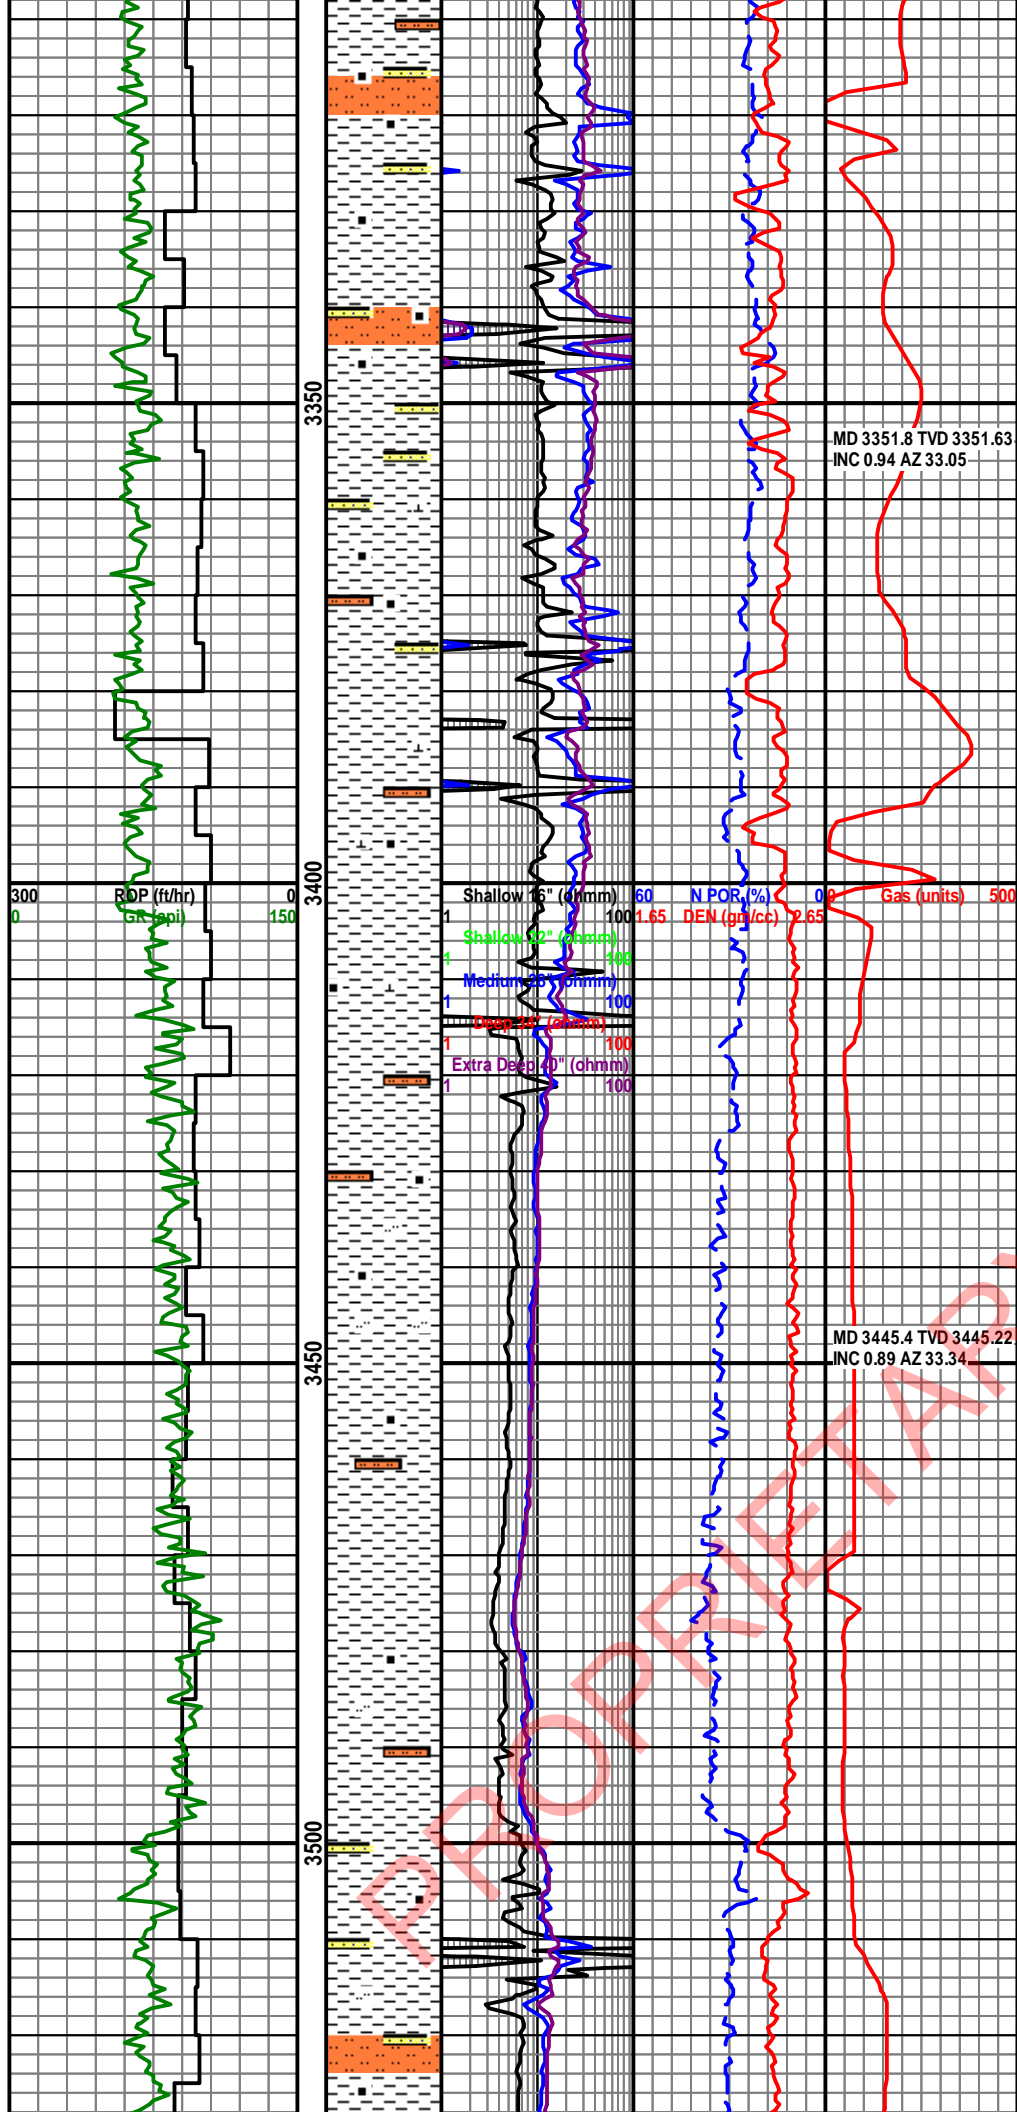 3350
MD 3351.8 TVD 3351.63
INC 0.94 AZ 33.05
3400
300 ROP (ft/hr) 0
0 GR (api) 150
Shallow 16" (ohmm)
1 100
Shallow 22" (ohmm)
1 100
Medium 28" (ohmm)
1 100
Deep 34" (ohmm)
1 100
Extra Deep 40" (ohmm)
1 100
60 N POR (%) 0
1.65 DEN (gm/cc) 2.65
0 Gas (units) 500
MD 3445.4 TVD 3445.22
INC 0.89 AZ 33.34
3450
3500
PROPRIETAR